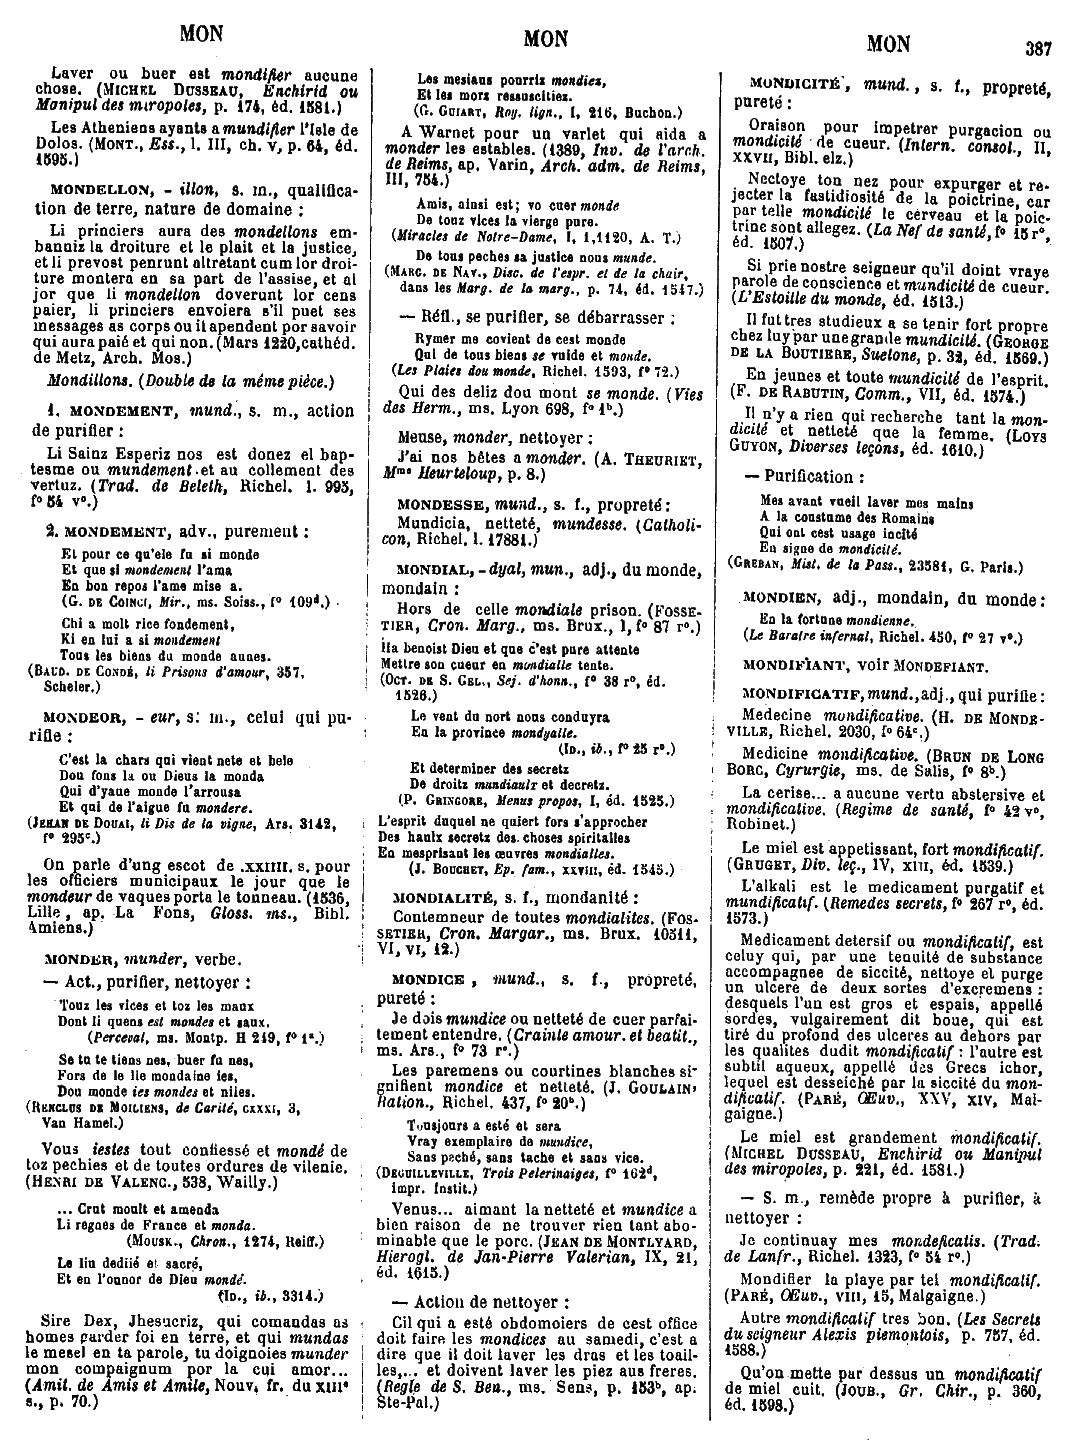 MON
MON
MON
387
Laver ou buer est mondifier aucune
chose. (MICHEL DUSSEAU, Enchirid ou
Manipul des miropoles, p. 174, éd. 1581.)
Les Atheniens ayants a mundifier l'Isle de
Dolos. (MONT., Ess., l. III, ch. v, p. 64, éd.
1595.)
MONDELLON, - illon, s. m., qualifica-
tion de terre, nature de domaine :
Li princiers aura des mondellons em-
banniz la droiture et le plait et la justice,
et li prevost penrunt altretant cum lor droi-
ture montera en sa part de l'assise, et al
jor que li mondellon doverunt lor cens
paier, li princiers envoiera s'il puet ses
messages as corps ou il apendent por savoir
qui aura paié et qui non. (Mars 1220, cathéd.
de Metz, Arch. Mos.)
Mondillons. (Double de la même pièce.)
1. MONDEMENT, mund., s. m., action
de purifier :
Li Sainz Esperiz nos est donez el bap-
tesme ou mundement et au collement des
vertuz. (Trad. de Beleth, Richel. l. 995,
f° 54 v°.)
2. MONDEMENT, adv., purement :
Et pour ce qu'ele fu si monde
Et que si mondement l'ama
En bon repos l'ame mise a.
(G. DE COINCI, Mir., ms. Soiss., f° 109d.)
Chi a molt rice fondement,
Ki en lui a si mondement
Tous les biens du monde aunes.
(BAUD. DE CONDÉ, li Prisons d'amour, 357,
Scheler.)
MONDEOR, - eur, s. m., celui qui pu-
rifie :
C'est la chars qui vient nete et bele
Dou fons la ou Dieus la monda
Qui d'yaue monde l'arrousa
Et qui de l'aigue fu mondere.
(JEHAN DE DOUAI, li Dis de la vigne, Ars. 3142,
f° 295c.)
On parle d'ung escot de .XXIIII. s. pour
les officiers municipaux le jour que le
mondeur de vaques porta le tonneau. (1536,
Lille, ap. La Fons, Gloss. ms., Bibl.
Amiens.)
MONDER, munder, verbe.
— Act., purifier, nettoyer :
Touz les vices et toz les maux
Dont li quens est mondes et saux.
(Perceval, ms. Montp. H 249, f° 1a.)
Se tu te tiens nes, buer fu nes,
Fors de le lie mondaine ies,
Dou monde ies mondes et niies.
(RENCLUS DE MOILIENS, de Carité, CXXXI, 3,
Van Hamel.)
Vous iestes tout confiessé et mondé de
toz pechies et de toutes ordures de vilenie.
(HENRI DE VALENC., 538, Wailly.)
... Crut moult et amenda
Li regnes de France et monda.
(MOUSK., Chron., 1274, Reiff.)
Le liu dediié et sacré,
Et en l'onnor de Dieu mondé.
(ID., ib., 3314.)
Sire Dex, Jhesucriz, qui comandas as
homes garder foi en terre, et qui mundas
le mesel en ta parole, tu doignoies munder
mon compaignum por la cui amor...
(Amit. de Amis et Amile, Nouv. fr. du XIIIe
s., p. 70.)
Les mesiaus pourriz mondiez,
Et les morz ressuscitiez.
(G. GUIART, Roy. lign., I, 216, Buchon.)
A Warnet pour un varlet qui aida a
monder les estables. (1389, Inv. de l'arch.
de Reims, ap. Varin, Arch. adm. de Reims,
III, 754.)
Amis, ainsi est; vo cuer monde
De touz vices la vierge pure.
(Miracles de Notre-Dame, I, 1,1120, A. T.)
De tous peches sa justice nous munde.
(MARG. DE NAV., Disc. de l'espr. et de la chair,
dans les Marg. de la marg., p. 74, éd. 1547.)
— Réfl., se purifier, se débarrasser :
Rymer me covient de cest monde
Qui de tous biens se vuide et monde.
(Les Plaies dou monde, Richel. 1593, f° 72.)
Qui des deliz dou mont se monde. (Vies
des Herm., ms. Lyon 698, f° 1b.)
Meuse, monder, nettoyer :
J'ai nos bêtes a monder. (A. THEURIET,
Mme Heurteloup, p. 8.)
MONDESSE, mund., s. f., propreté :
Mundicia, netteté, mundesse. (Catholi-
con, Richel. l. 17881.)
MONDIAL, - dyal, mun., adj., du monde,
mondain :
Hors de celle mondiale prison. (FOSSE-
TIER, Cron. Marg., ms. Brux., I, f° 87 r°.)
Ha benoist Dieu et que c'est pure attente
Mettre son cueur en mundialle tente.
(OCT. DE S. GEL., Sej. d'honn., f° 38 r°, éd.
1526.)
Le vent du nort nous conduyra
En la province mondyalle.
(ID., ib., f° 25 r°.)
Et determiner des secretz
De droitz mundiaulx et decretz.
(P. GRINGORE, Menus propos, I, éd. 1525.)
L'esprit duquel ne quiert fors s'approcher
Des haulx secretz des choses spirituelles
En mesprisant les œuvres mondialles.
(J. BOUCHET, Ep. fam., XXVIII, éd. 1545.)
MONDIALITÉ, s. f., mondanité :
Contemneur de toutes mondialites. (FOS-
SETIER, Cron. Margar., ms. Brux. 10511,
VI, VI, 12.)
MONDICE, mund., s. f., propreté,
pureté :
Je dois mundice ou netteté de cuer parfai-
tement entendre. (Crainte amour. et beatit.,
ms. Ars., f° 73 r°.)
Les paremens ou courtines blanches si-
gnifient mondice et netteté. (J. GOULAIN,
Ration., Richel. 437, f° 20b.)
Tousjours a esté et sera
Vray exemplaire de mundice,
Sans peché, sans tache et sans vice.
(DEGUILLEVILLE, Trois Pelerinaiges, f° 162d,
impr. Instit.)
Venus... aimant la netteté et mundice a
bien raison de ne trouver rien tant abo-
minable que le porc. (JEAN DE MONTLYARD,
Hierogl. de Jan-Pierre Valerian, IX, 21,
éd. 1615.)
— Action de nettoyer :
Cil qui a esté obdomoiers de cest office
doit faire les mondices au samedi, c'est a
dire que il doit laver les dras et les toail-
les,... et doivent laver les piez aus freres.
(Regle de S. Ben., ms. Sens, p. 153b, ap.
Ste-Pal.)
MONDICITÉ, mund., s. f., propreté,
pureté :
Oraison pour impetrer purgacion ou
mondicité de cueur. (Intern. consol., II,
XXVII, Bibl. elz.)
Nectoye ton nez pour expurger et re-
jecter la fastidiosité de la poictrine, car
par telle mondicité le cerveau et la poic-
trine sont allegez. (La Nef de santé, f° 15 r°,
éd. 1507.)
Si prie nostre seigneur qu'il doint vraye
parole de conscience et mundicité de cueur.
(L'Estoille du monde, éd. 1513.)
Il fut tres studieux a se tenir fort propre
chez luy par une grande mundicité. (GEORGE
DE LA BOUTIERE, Suetone, p. 32, éd. 1569.)
En jeunes et toute mundicité de l'esprit.
(F. DE RABUTIN, Comm., VII, éd. 1574.)
Il n'y a rien qui recherche tant la mon-
dicité et netteté que la femme. (LOYS
GUYON, Diverses leçons, éd. 1610.)
— Purification :
Mes avant vueil laver mes mains
A la coustume des Romains
Qui ont cest usage incité
En signe de mondicité.
(GREBAN, Mist. de la Pass., 23581, G. Paris.)
MONDIEN, adj., mondain, du monde :
En la fortune mondienne.
(Le Baratre infernal, Richel. 450, f° 27 v°.)
MONDIFIANT, voir MONDEFIANT.
MONDIFICATIF, mund., adj., qui purifie :
Medecine mundificative. (H. DE MONDE-
VILLE, Richel. 2030, f° 64c.)
Medicine mondificative. (BRUN DE LONG
BORC, Cyrurgie, ms. de Salis, f° 8b.)
La cerise... a aucune vertu abstersive et
mondificative. (Regime de santé, f° 42 v°,
Robinet.)
Le miel est appetissant, fort mondificatif.
(GRUGET, Div. leç., IV, XIII, éd. 1539.)
L'alkali est le medicament purgatif et
mundificatif. (Remedes secrets, f° 267 r°, éd.
1573.)
Medicament detersif ou mondificatif, est
celuy qui, par une tenuité de substance
accompagnee de siccité, nettoye et purge
un ulcere de deux sortes d'excremens :
desquels l'un est gros et espais, appellé
sordes, vulgairement dit boue, qui est
tiré du profond des ulceres au dehors par
les qualites dudit mondificatif : l'autre est
subtil aqueux, appellé des Grecs ichor,
lequel est desseiché par la siccité du mon-
dificatif. (PARÉ, Œuv., XXV, XIV, Mal-
gaigne.)
Le miel est grandement mondificatif.
(MICHEL DUSSEAU, Enchirid ou Manipul
des miropoles, p. 221, éd. 1581.)
— S. m., remède propre à purifier, à
nettoyer :
Je continuay mes mondeficatis. (Trad.
de Lanfr., Richel. 1323, f° 54 r°.)
Mondifier la playe par tel mondificatif.
(PARÉ, Œuv., VIII, 15, Malgaigne.)
Autre mondificatif tres bon. (Les Secrets
du seigneur Alexis piemontois, p. 757, éd.
1588.)
Qu'on mette par dessus un mondificatif
de miel cuit. (JOUB., Gr. Chir., p. 360,
éd. 1598.)